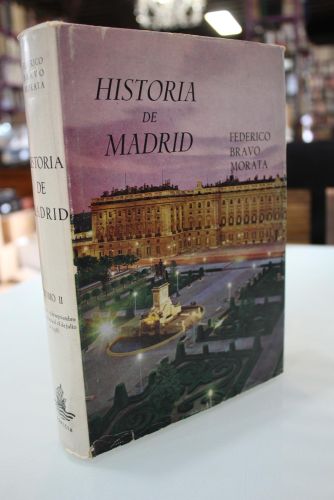 HISTORIA
DE
MADRID
FEDERICO
BRAVO
MORATA
FEDERICO
BRAVO
MORATA
HISTORIA
DE
MADRID
TOMO II